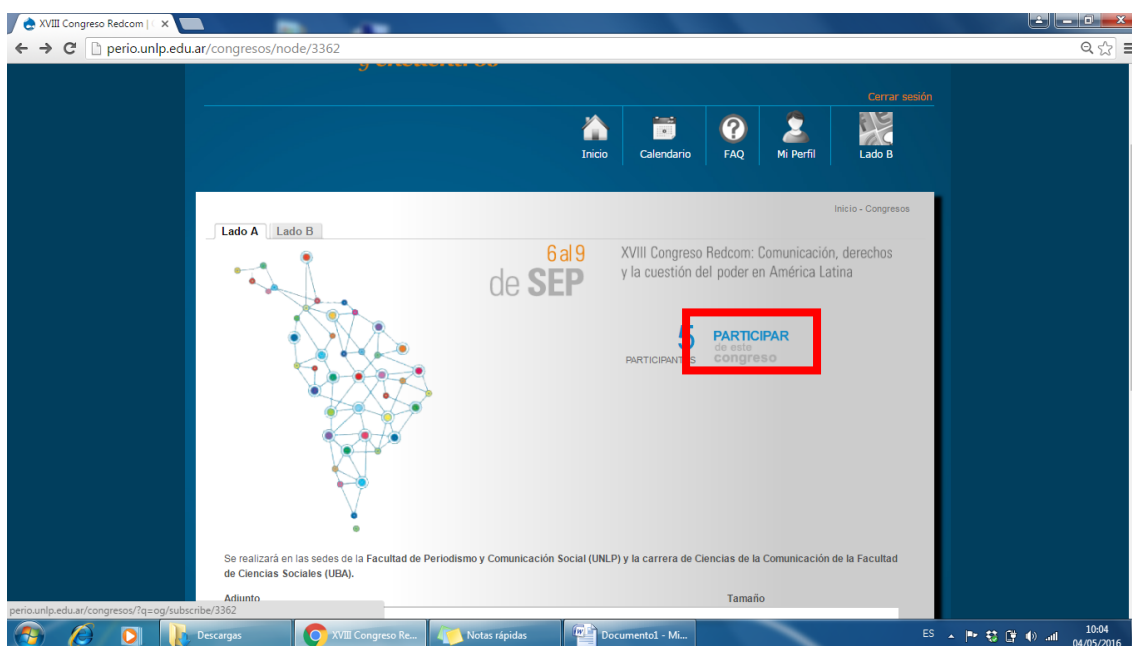 XVIII Congreso Redcom |
perio.unlp.edu.ar/congresos/node/3362
Cerrar sesión
Inicio
Calendario
FAQ
Mi Perfil
Lado B
Inicio - Congresos
Lado A
Lado B
6 al 9
de SEP
XVIII Congreso Redcom: Comunicación, derechos
y la cuestión del poder en América Latina
5
PARTICIPANTES
PARTICIPAR
de este
congreso
Se realizará en las sedes de la Facultad de Periodismo y Comunicación Social (UNLP) y la carrera de Ciencias de la Comunicación de la Facultad
de Ciencias Sociales (UBA).
Adjunto
Tamaño
perio.unlp.edu.ar/congresos/?q=og/subscribe/3362
Descargas
XVIII Congreso Re...
Notas rápidas
Documento1 - Mi...
ES
10:04
04/05/2016